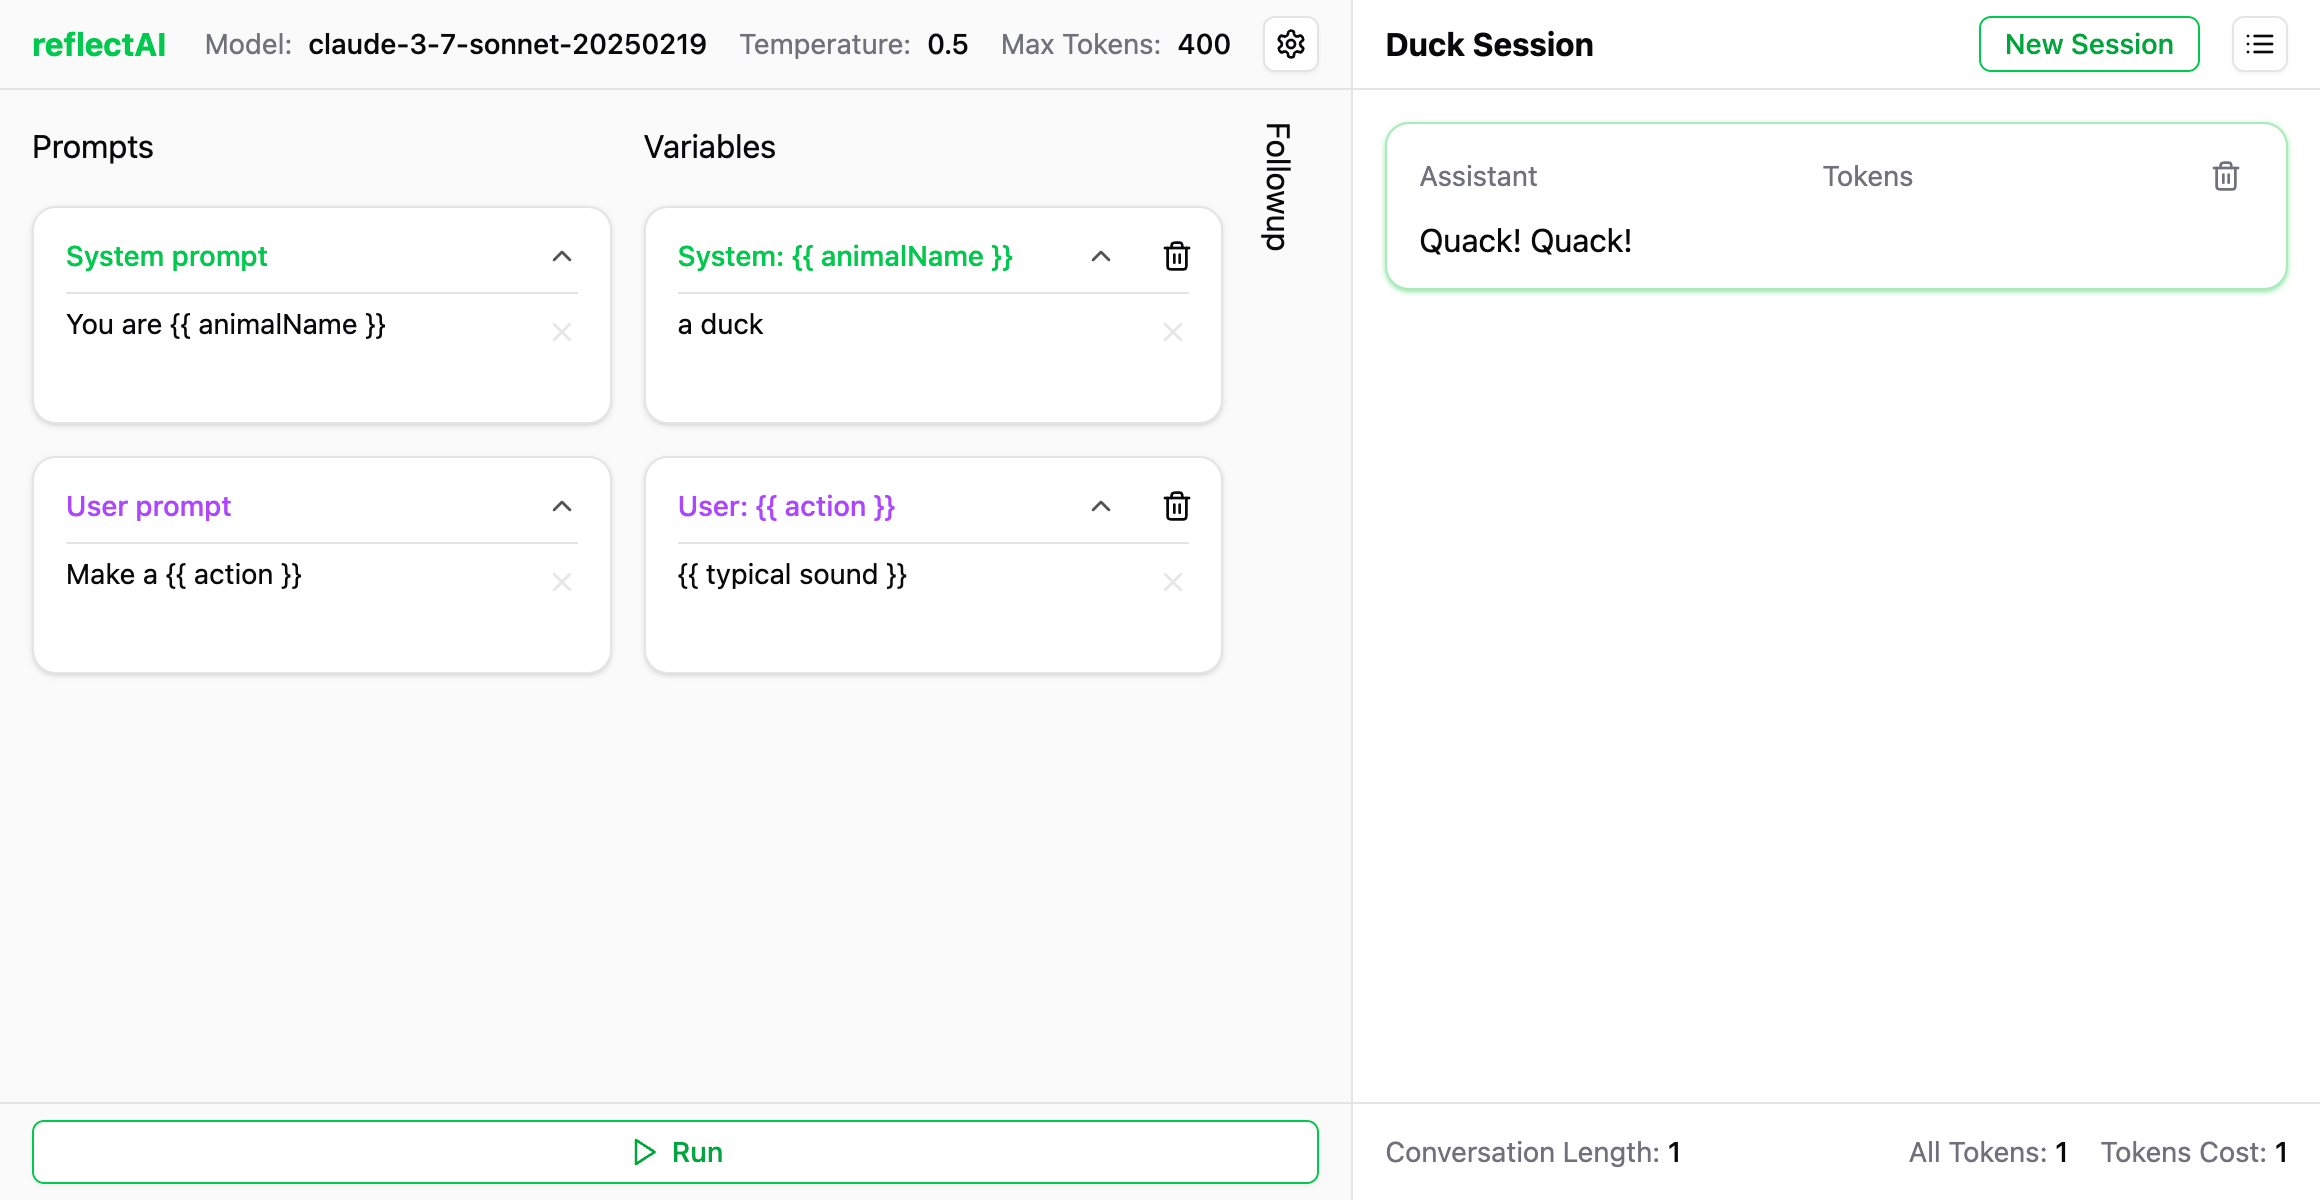 reflectAI Model: claude-3-7-sonnet-20250219 Temperature: 0.5 Max Tokens: 400
Prompts
Variables
Followup
System prompt
You are {{ animalName }}
System: {{ animalName }}
a duck
User prompt
Make a {{ action }}
User: {{ action }}
{{ typical sound }}
Run
Duck Session
New Session
Assistant Tokens
Quack! Quack!
Conversation Length: 1 All Tokens: 1 Tokens Cost: 1